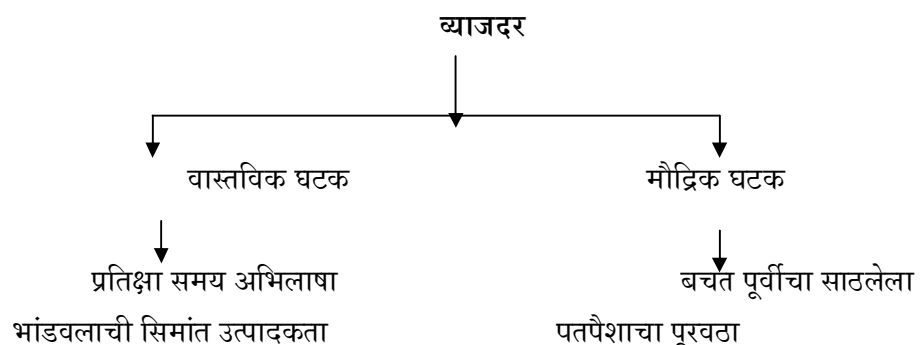 व्याजदर
वास्तविक घटक मौद्रिक घटक
प्रतिक्षा समय अभिलाषा बचत पूर्वीचा साठलेला
भांडवलाची सिमांत उत्पादकता पतपैशाचा पूरवठा